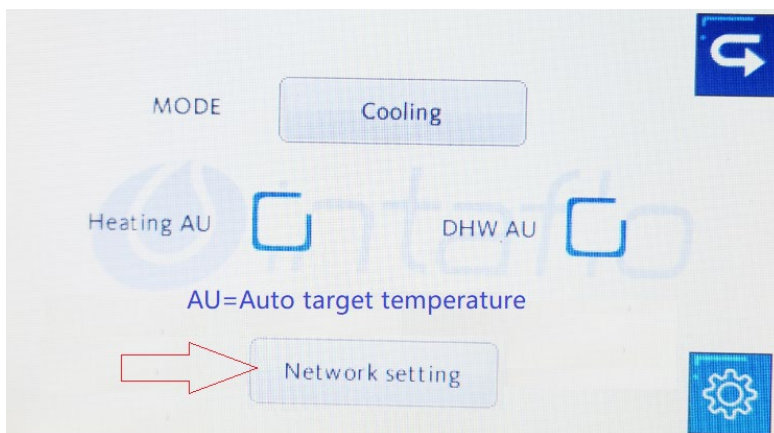 MODE
Cooling
intaflo
Heating AU
DHW AU
AU=Auto target temperature
Network setting